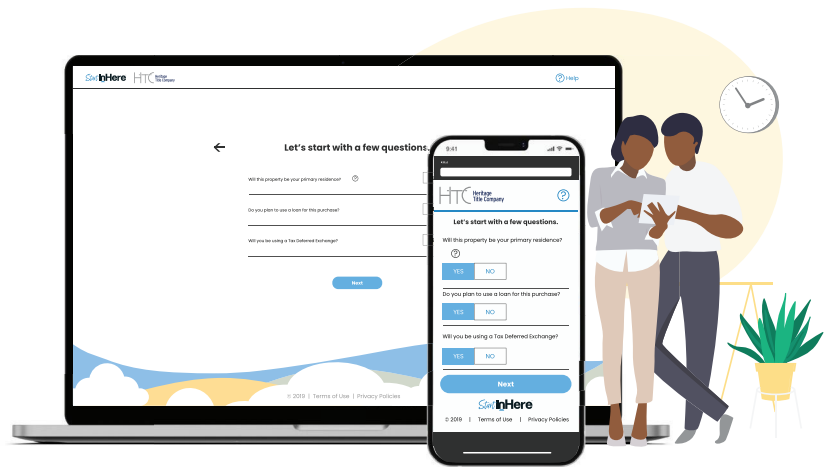 Start InHere
HTC Heritage
Title Company
Help
Let's start with a few questions.
Will this property be your primary residence?
Do you plan to use a loan for this purchase?
Will you be using a Tax Deferred Exchange?
Next
© 2019 | Terms of Use | Privacy Policies
9:41
HTC Heritage
Title Company
Let's start with a few questions.
Will this property be your primary residence?
YES NO
Do you plan to use a loan for this purchase?
YES NO
Will you be using a Tax Deferred Exchange?
YES NO
Next
Start InHere
© 2019 | Terms of Use | Privacy Policies